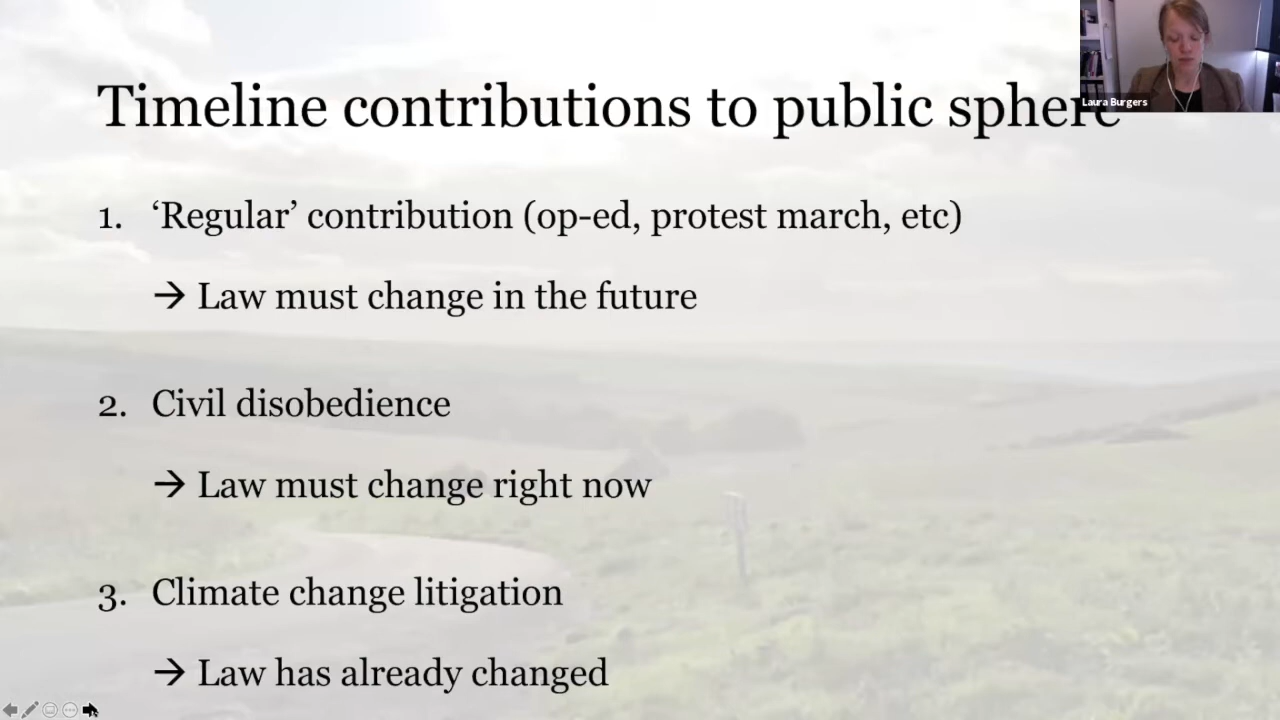 Timeline contributions to public sphere
Laura Burgers
1. ‘Regular’ contribution (op-ed, protest march, etc)
→ Law must change in the future
2. Civil disobedience
→ Law must change right now
3. Climate change litigation
→ Law has already changed